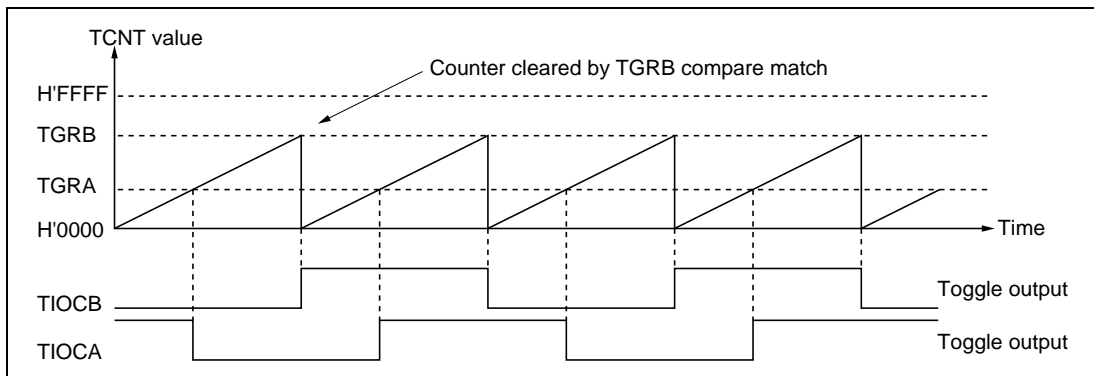 TCNT value
Counter cleared by TGRB compare match
H'FFFF
TGRB
TGRA
H'0000
Time
TIOCB
Toggle output
TIOCA
Toggle output